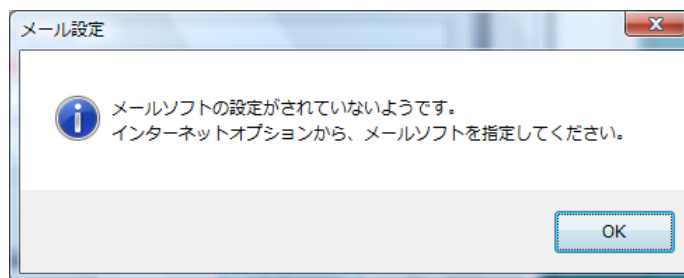 メール設定
メールソフトの設定がされていないようです。
インターネットオプションから、メールソフトを指定してください。
OK